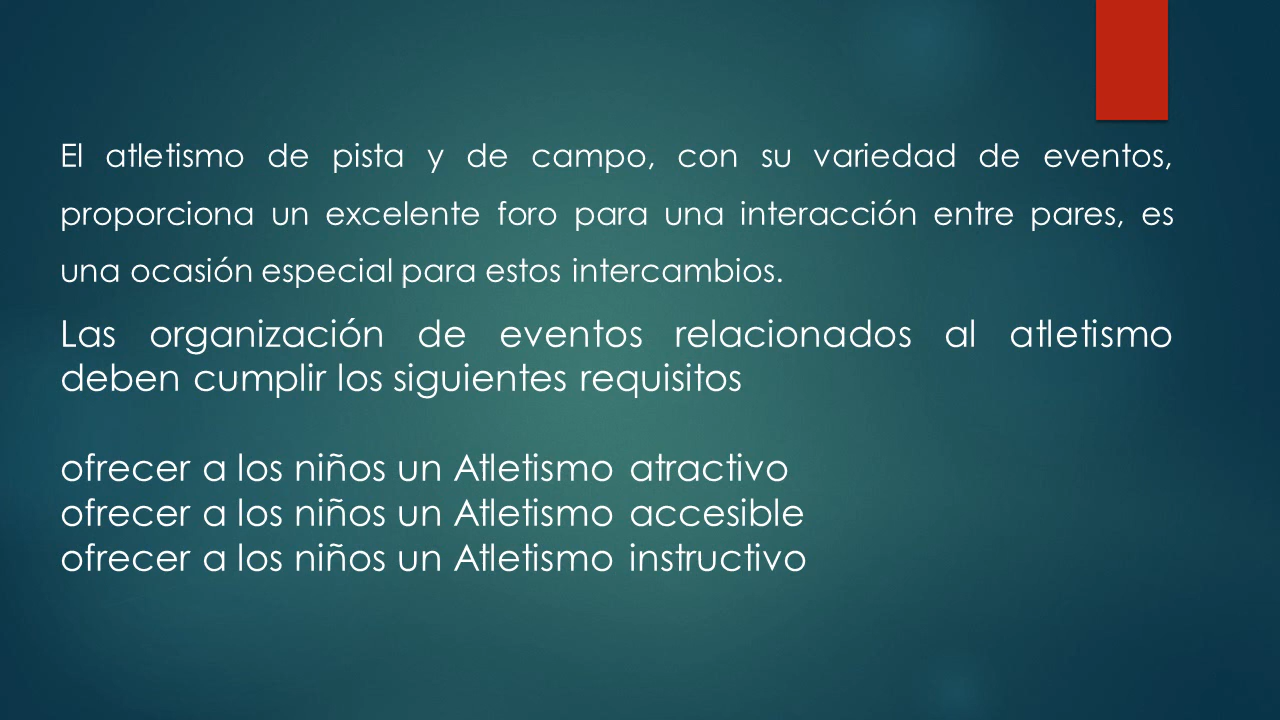 El atletismo de pista y de campo, con su variedad de eventos,
proporciona un excelente foro para una interacción entre pares, es
una ocasión especial para estos intercambios.
Las organización de eventos relacionados al atletismo
deben cumplir los siguientes requisitos
ofrecer a los niños un Atletismo atractivo
ofrecer a los niños un Atletismo accesible
ofrecer a los niños un Atletismo instructivo